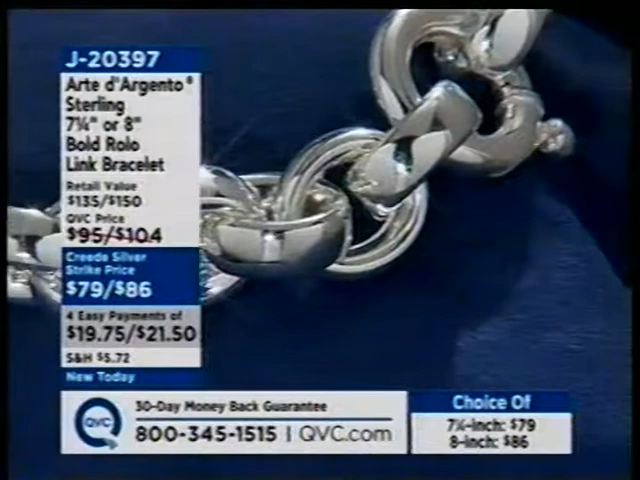 J-20397
Arte d'Argento®
Sterling
7¼" or 8"
Bold Rolo
Link Bracelet
Retail Value
$135/$150
QVC Price
$95/$104
Creede Silver
Strike Price
$79/$86
4 Easy Payments of
$19.75/$21.50
S&H $5.72
New Today
QVC
30-Day Money Back Guarantee
800-345-1515 | QVC.com
Choice Of
7¼-inch: $79
8-inch: $86